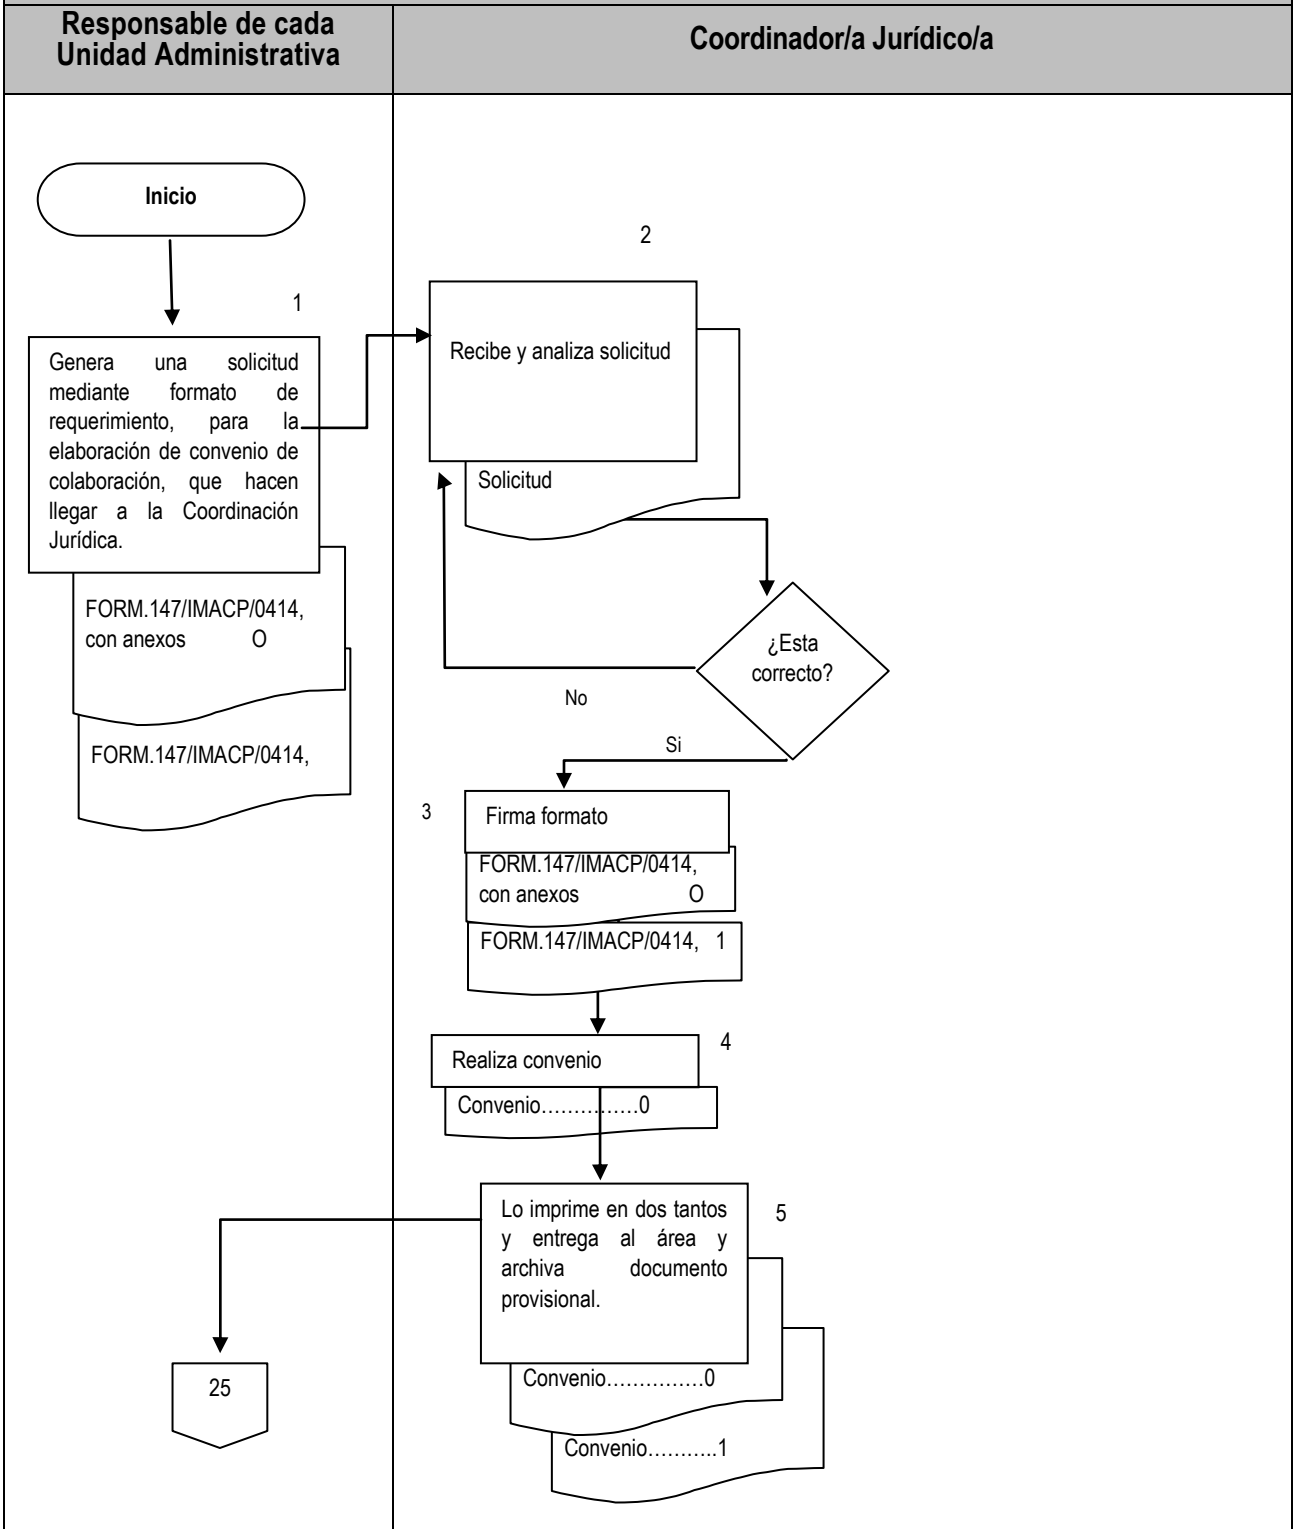 Responsable de cada
Unidad Administrativa
Coordinador/a Jurídico/a
Inicio
1
Genera una solicitud
mediante formato de
requerimiento, para la
elaboración de convenio de
colaboración, que hacen
llegar a la Coordinación
Jurídica.
FORM.147/IMACP/0414,
con anexos O
FORM.147/IMACP/0414,
2
Recibe y analiza solicitud
Solicitud
¿Esta
correcto?
No
Si
3
Firma formato
FORM.147/IMACP/0414,
con anexos O
FORM.147/IMACP/0414, 1
4
Realiza convenio
Convenio……………0
5
Lo imprime en dos tantos
y entrega al área y
archiva documento
provisional.
Convenio……………0
Convenio………..1
25